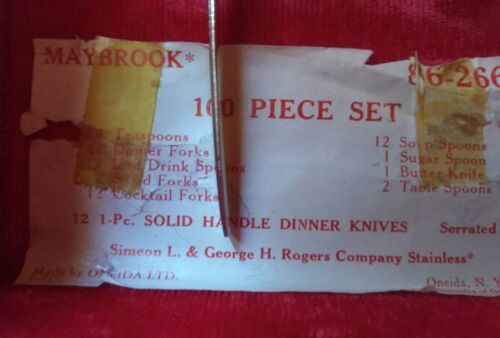 MAYBROOK* 86-266
100 PIECE SET
Teaspoons
Dinner Forks
Iced Drink Spoons
Salad Forks
12 Cocktail Forks
12 Soup Spoons
1 Sugar Spoon
1 Butter Knife
2 Table Spoons
12 1-Pc. SOLID HANDLE DINNER KNIVES Serrated
Simeon L. & George H. Rogers Company Stainless*
Made by ONEIDA LTD. Oneida, N. Y.